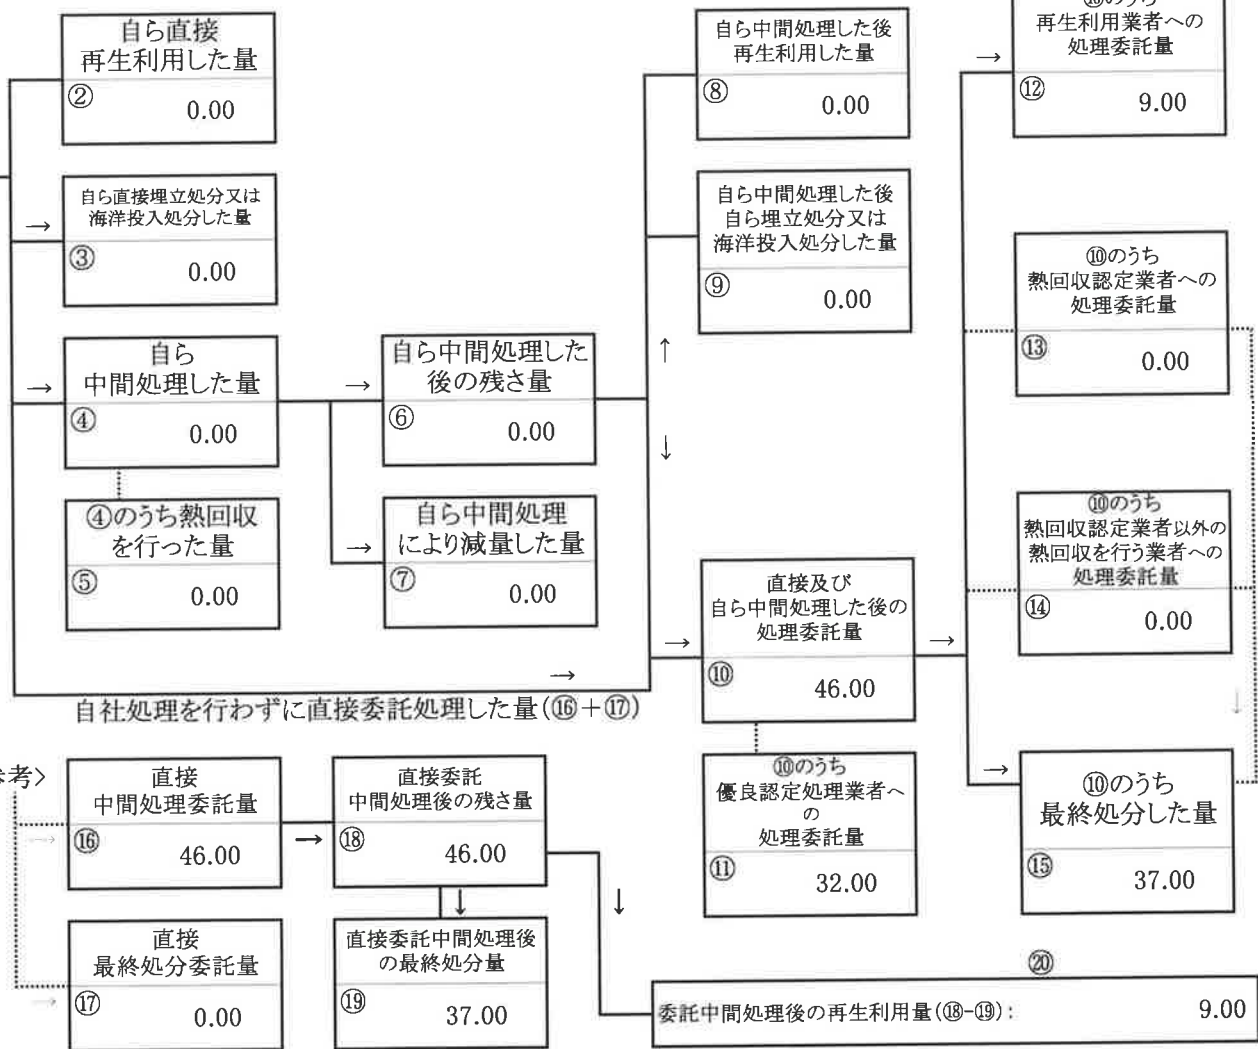 自ら直接
再生利用した量
②
0.00
自ら直接埋立処分又は
海洋投入処分した量
→
③
0.00
自ら
中間処理した量
→
④
0.00
④のうち熱回収
を行った量
⑤
0.00
自ら中間処理した
後の残さ量
→
⑥
0.00
自ら中間処理
により減量した量
→
⑦
0.00
→
自社処理を行わずに直接委託処理した量(⑯+⑰)
自ら中間処理した後
再生利用した量
⑧
0.00
自ら中間処理した後
自ら埋立処分又は
海洋投入処分した量
⑨
0.00
↑
↓
直接及び
自ら中間処理した後の
処理委託量
→
⑩
46.00
→
⑩のうち
優良認定処理業者へ
の
処理委託量
⑪
32.00
のうち
再生利用業者への
処理委託量
→
⑫
9.00
⑩のうち
熱回収認定業者への
処理委託量
⑬
0.00
⑩のうち
熱回収認定業者以外の
熱回収を行う業者への
処理委託量
⑭
0.00
↓
→
⑩のうち
最終処分した量
⑮
37.00
考>
直接
中間処理委託量
→
⑯
46.00
→
直接委託
中間処理後の残さ量
⑱
46.00
↓
↓
直接
最終処分委託量
→
⑰
0.00
直接委託中間処理後
の最終処分量
⑲
37.00
⑳
委託中間処理後の再生利用量(⑱-⑲):
9.00